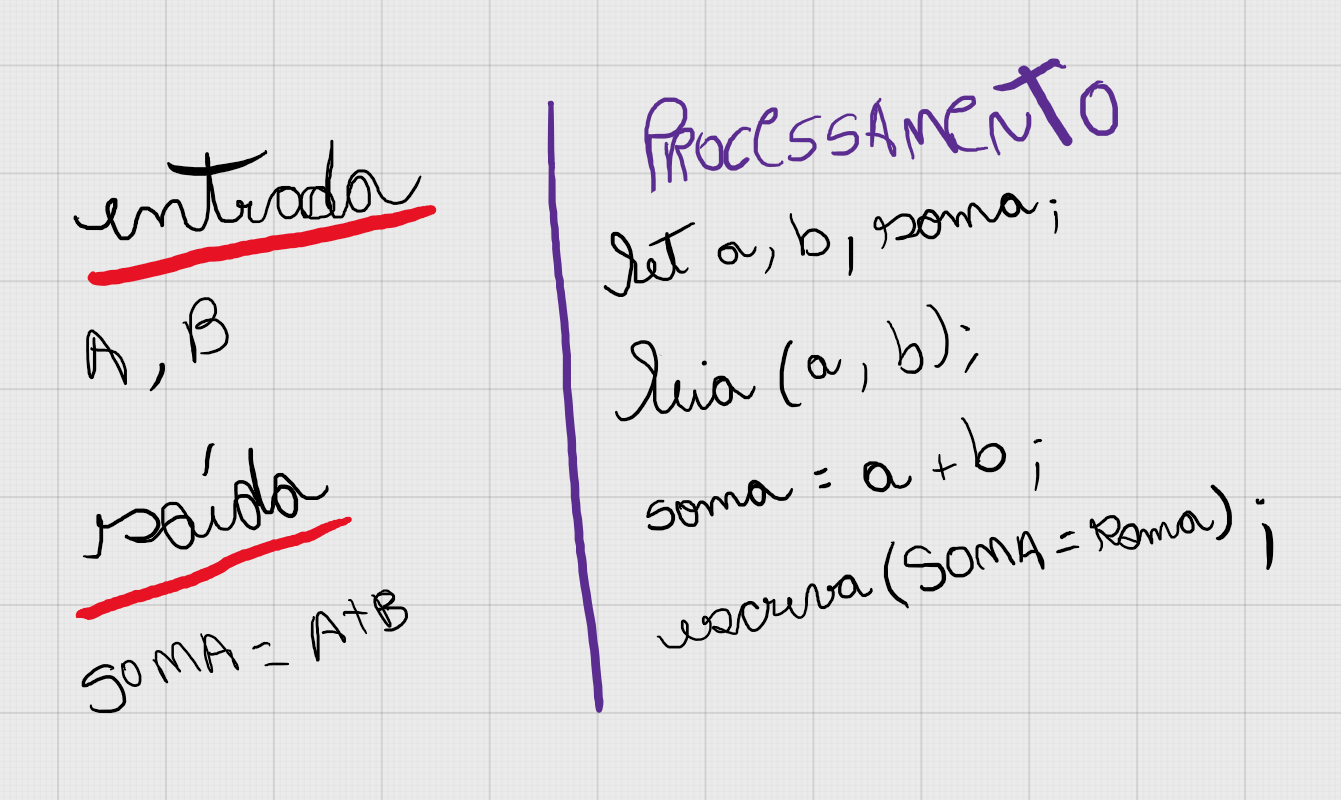 entrada
A, B
saída
SOMA = A+B
PROCESSAMENTO
let a, b, soma;
leia (a, b);
soma = a + b;
escreva (SOMA = soma);